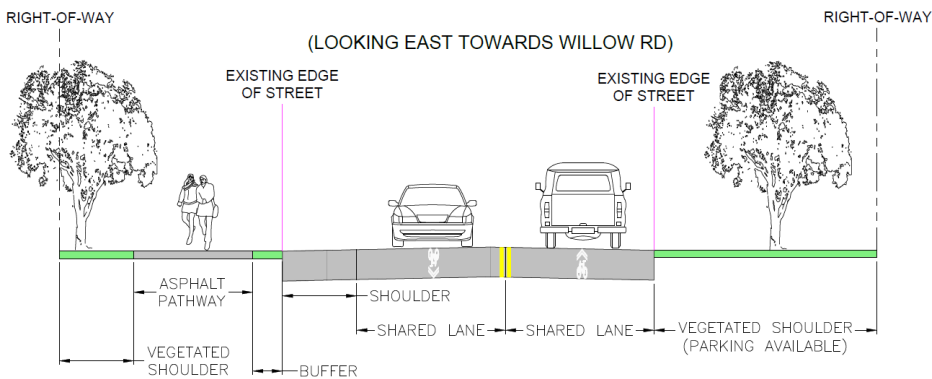 RIGHT-OF-WAY
RIGHT-OF-WAY
(LOOKING EAST TOWARDS WILLOW RD)
EXISTING EDGE
OF STREET
EXISTING EDGE
OF STREET
ASPHALT
PATHWAY
SHOULDER
SHARED LANE
SHARED LANE
VEGETATED SHOULDER
(PARKING AVAILABLE)
VEGETATED
SHOULDER
BUFFER